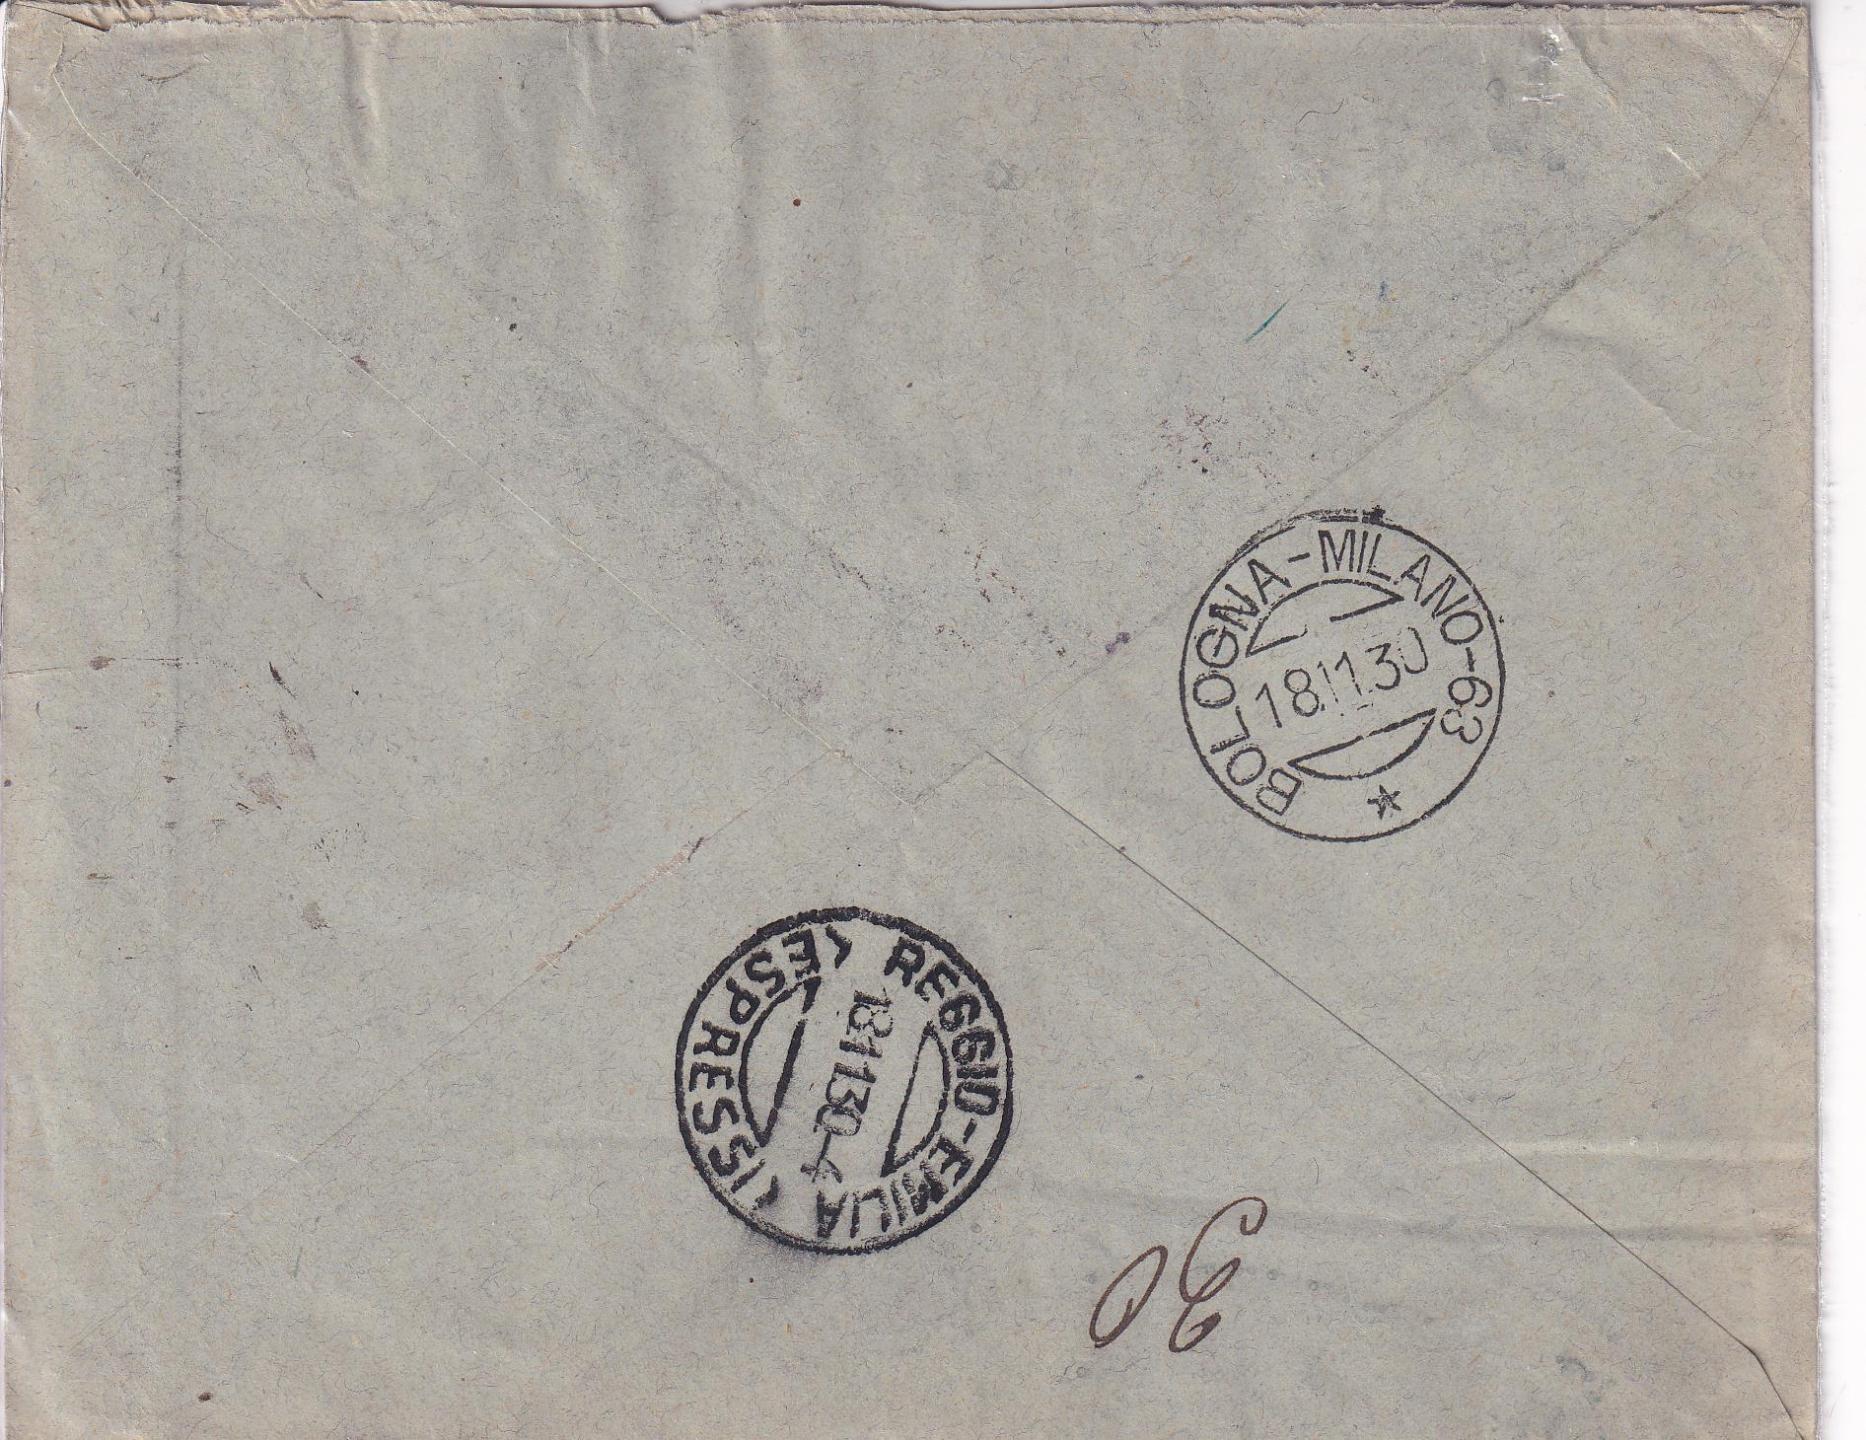 BOLOGNA-MILANO-63
18.11.30
REGGIO-EMILIA
(ESPRESSI)
18.11.30-4